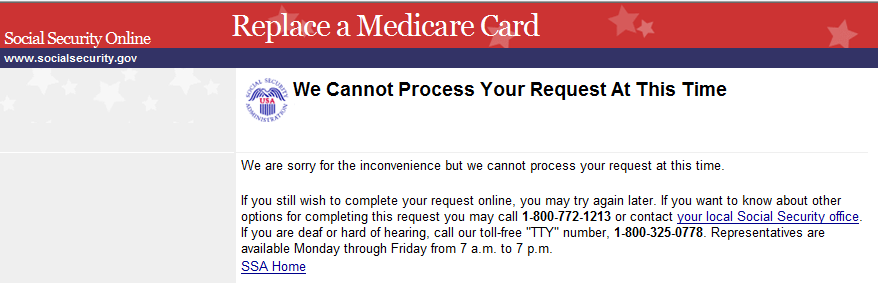 Replace a Medicare Card
Social Security Online
www.socialsecurity.gov
SOCIAL SECURITY
USA
ADMINISTRATION
We Cannot Process Your Request At This Time
We are sorry for the inconvenience but we cannot process your request at this time.
If you still wish to complete your request online, you may try again later. If you want to know about other
options for completing this request you may call 1-800-772-1213 or contact your local Social Security office.
If you are deaf or hard of hearing, call our toll-free "TTY" number, 1-800-325-0778. Representatives are
available Monday through Friday from 7 a.m. to 7 p.m.
SSA Home